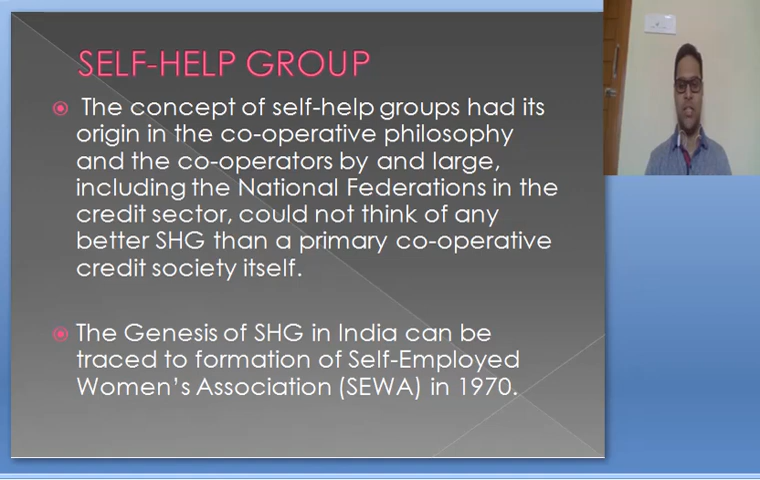 SELF-HELP GROUP
The concept of self-help groups had its
origin in the co-operative philosophy
and the co-operators by and large,
including the National Federations in the
credit sector, could not think of any
better SHG than a primary co-operative
credit society itself.
The Genesis of SHG in India can be
traced to formation of Self-Employed
Women's Association (SEWA) in 1970.